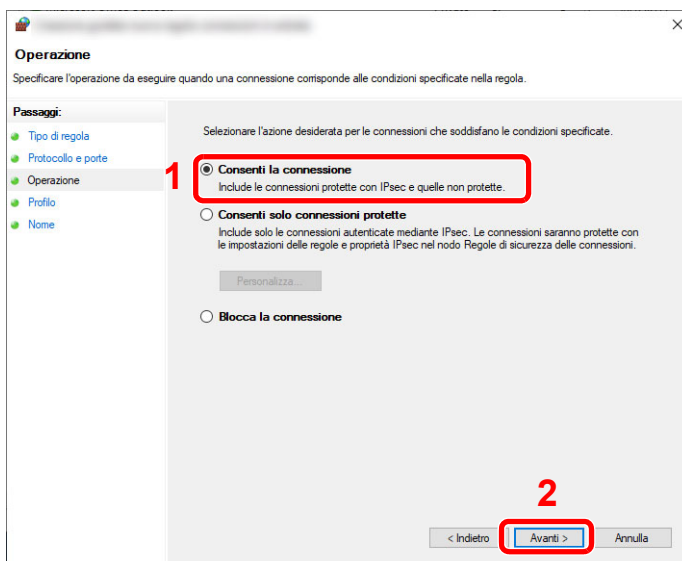 Operazione
Specificare l'operazione da eseguire quando una connessione corrisponde alle condizioni specificate nella regola.
Passaggi:
Tipo di regola
Protocollo e porte
Operazione
Profilo
Nome
Selezionare l'azione desiderata per le connessioni che soddisfano le condizioni specificate.
1
Consenti la connessione
Include le connessioni protette con IPsec e quelle non protette.
Consenti solo connessioni protette
Include solo le connessioni autenticate mediante IPsec. Le connessioni saranno protette con
le impostazioni delle regole e proprietà IPsec nel nodo Regole di sicurezza delle connessioni.
Personalizza...
Blocca la connessione
2
< Indietro
Avanti >
Annulla